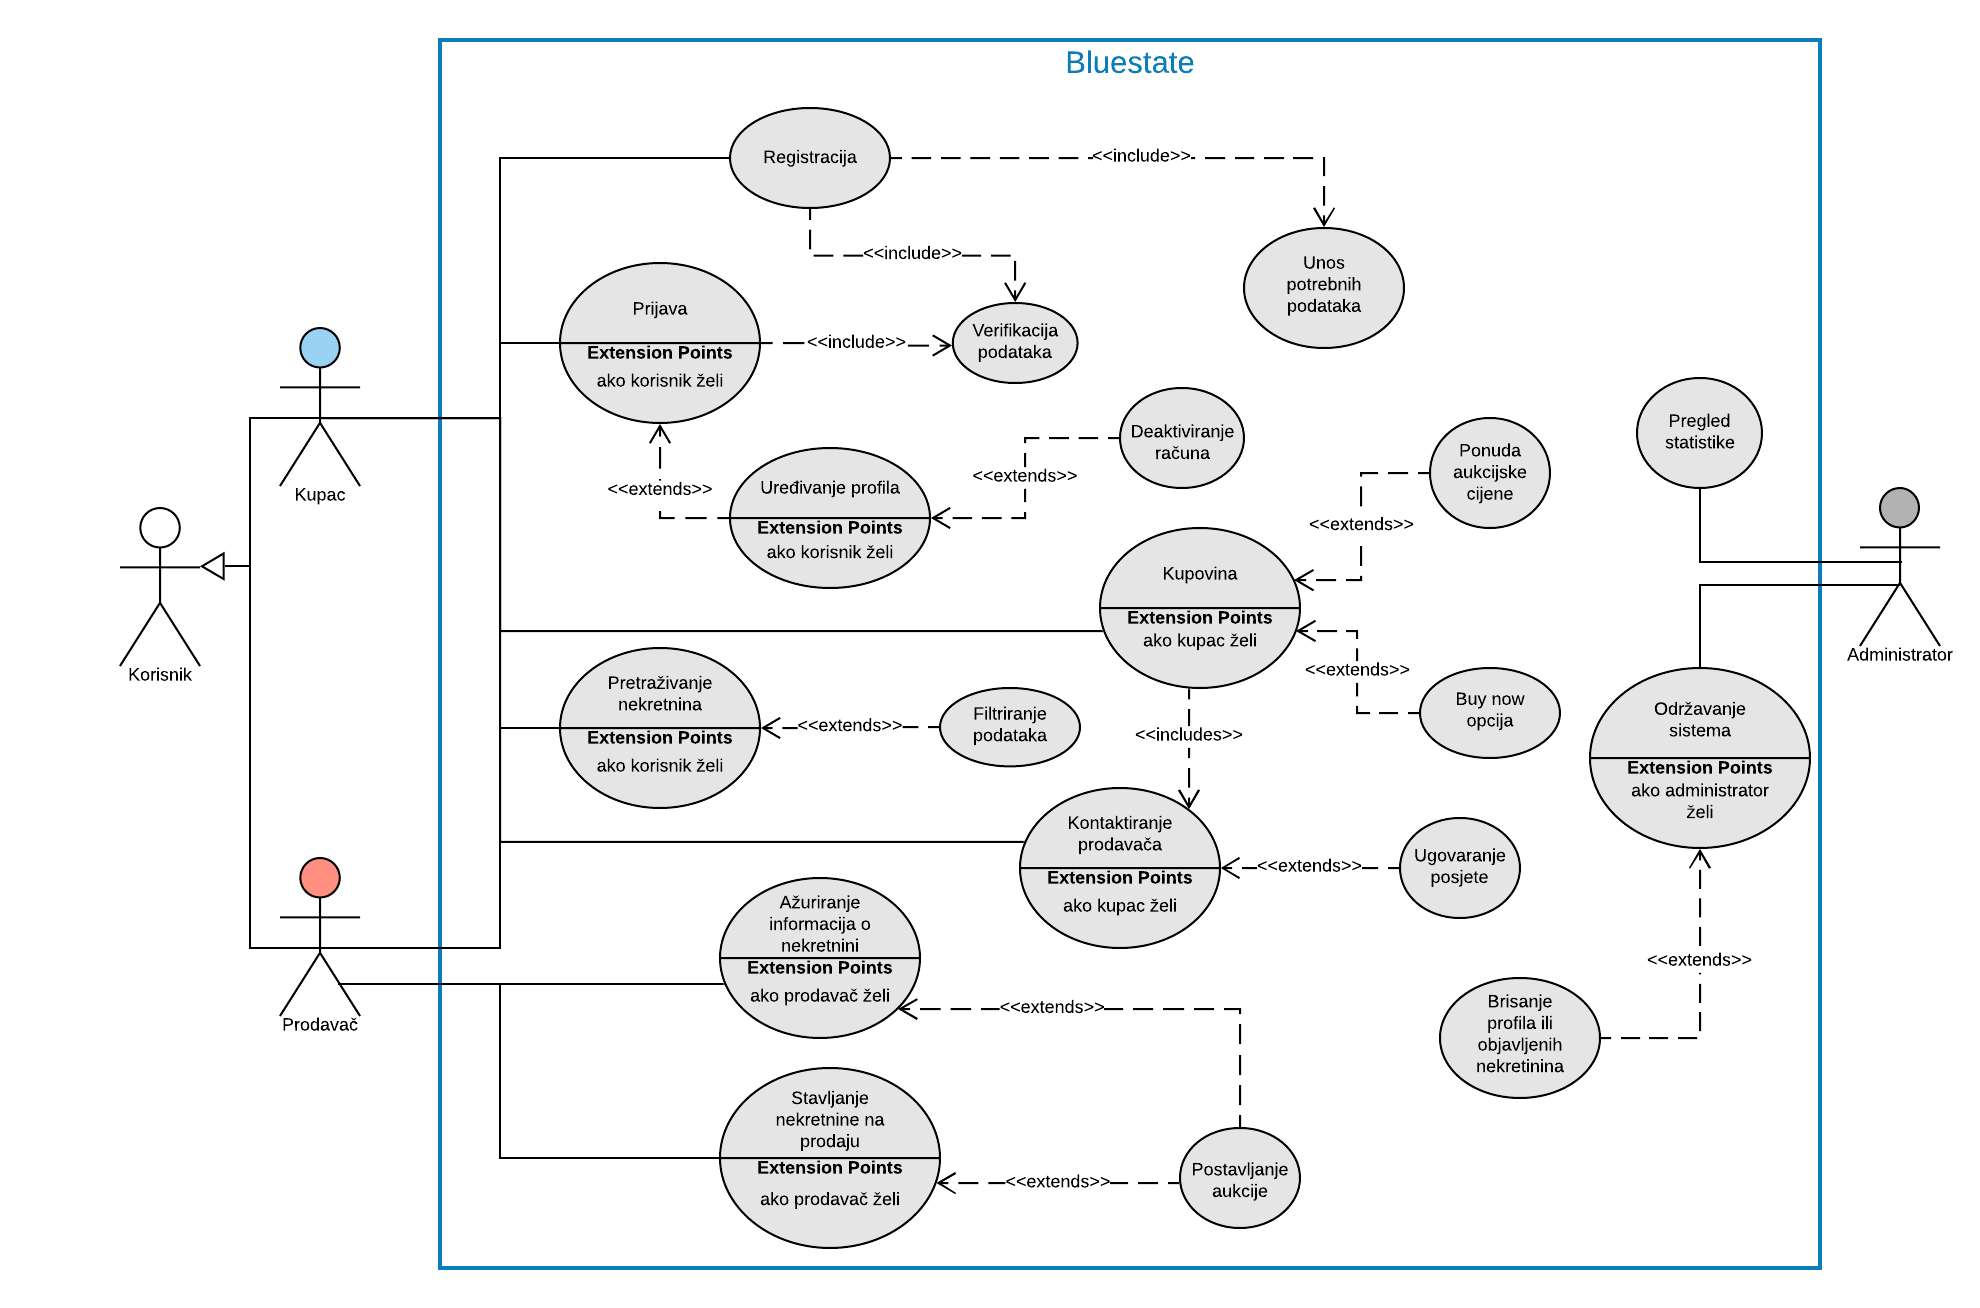 Bluestate
Registracija
<<include>>
<<include>>
Unos
potrebnih
podataka
Prijava
Extension Points
ako korisnik želi
<<include>>
Verifikacija
podataka
Kupac
<<extends>>
Uređivanje profila
Extension Points
ako korisnik želi
<<extends>>
Deaktiviranje
računa
Ponuda
aukcijske
cijene
<<extends>>
Pregled
statistike
Kupovina
Extension Points
ako kupac želi
<<extends>>
Buy now
opcija
Korisnik
Administrator
Pretraživanje
nekretnina
Extension Points
ako korisnik želi
<<extends>>
Filtriranje
podataka
<<includes>>
Održavanje
sistema
Extension Points
ako administrator
želi
Kontaktiranje
prodavača
Extension Points
ako kupac želi
<<extends>>
Ugovaranje
posjete
Prodavač
Ažuriranje
informacija o
nekretnini
Extension Points
ako prodavač želi
<<extends>>
<<extends>>
Brisanje
profila ili
objavljenih
nekretinina
Stavljanje
nekretnine na
prodaju
Extension Points
ako prodavač želi
<<extends>>
Postavljanje
aukcije